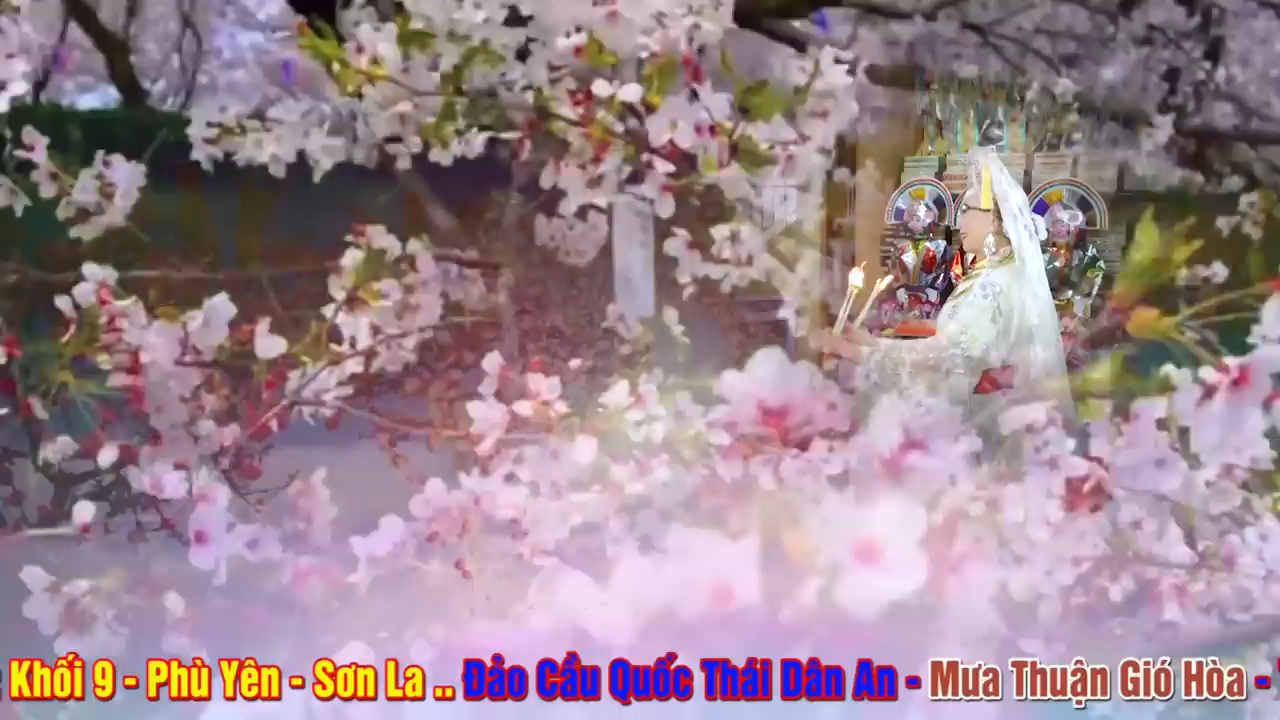 Khối 9 - Phù Yên - Sơn La .. Đảo Cầu Quốc Thái Dân An - Mưa Thuận Gió Hòa -